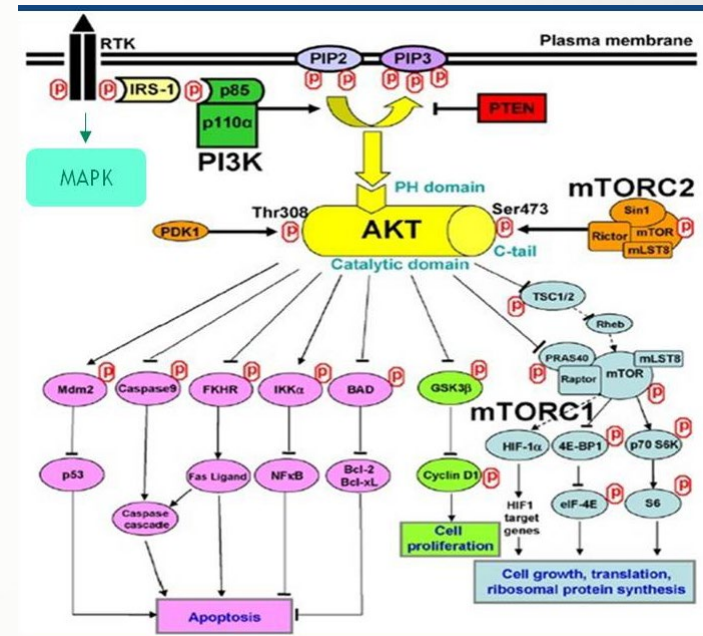 RTK
Plasma membrane
PIP2
PIP3
P
P
P
P
P
P
P
P
IRS-1
p85
p110α
PI3K
PTEN
MAPK
PH domain
mTORC2
Thr308
Ser473
Sin1
PDK1
P
AKT
P
Rictor
mTOR
P
mLST8
C-tail
Catalytic domain
TSC1/2
P
Rheb
PRAS40
mLST8
P
Raptor
mTOR
P
Mdm2
P
Caspase9
P
FKHR
P
IKKα
P
BAD
P
GSK3β
P
mTORC1
HIF-1α
4E-BP1
P
p70 S6K
P
p53
Fas Ligand
NFκB
Bcl-2
Bcl-xL
Cyclin D1
P
Caspase
cascade
HIF1
target
genes
eIF-4E
P
S6
P
Cell
proliferation
Apoptosis
Cell growth, translation,
ribosomal protein synthesis